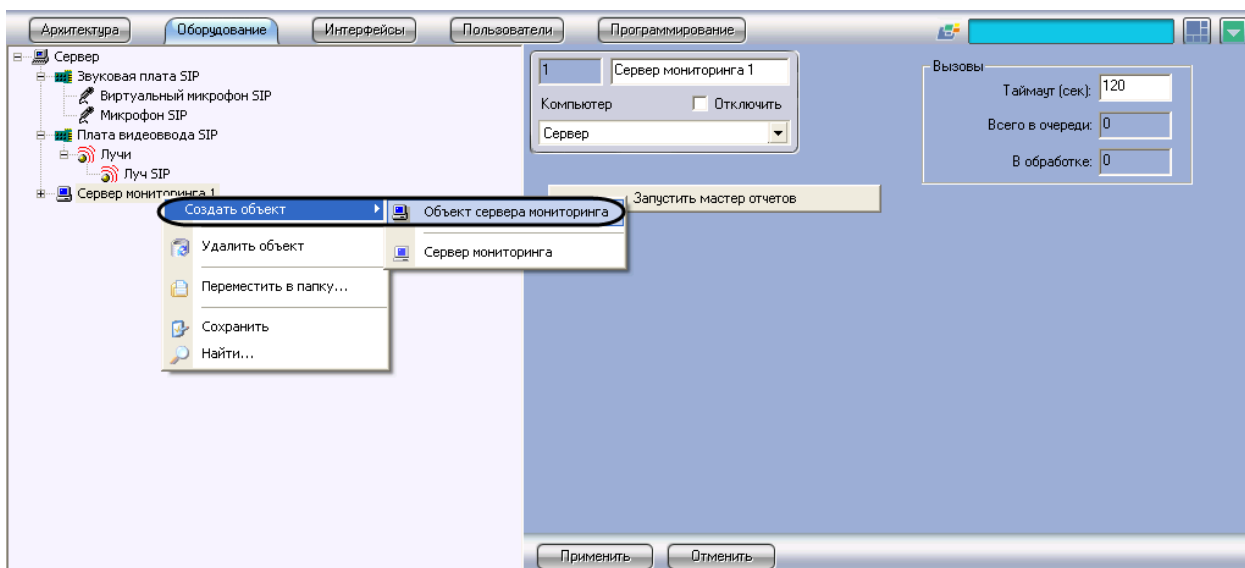 Архитектура Оборудование Интерфейсы Пользователи Программирование
Сервер
Звуковая плата SIP
Виртуальный микрофон SIP
Микрофон SIP
Плата видеоввода SIP
Лучи
Луч SIP
Сервер мониторинга 1
Создать объект
Удалить объект
Переместить в папку...
Сохранить
Найти...
Объект сервера мониторинга
Сервер мониторинга
1 Сервер мониторинга 1
Компьютер Отключить
Сервер
Запустить мастер отчетов
Вызовы
Таймаут (сек): 120
Всего в очереди: 0
В обработке: 0
Применить Отменить